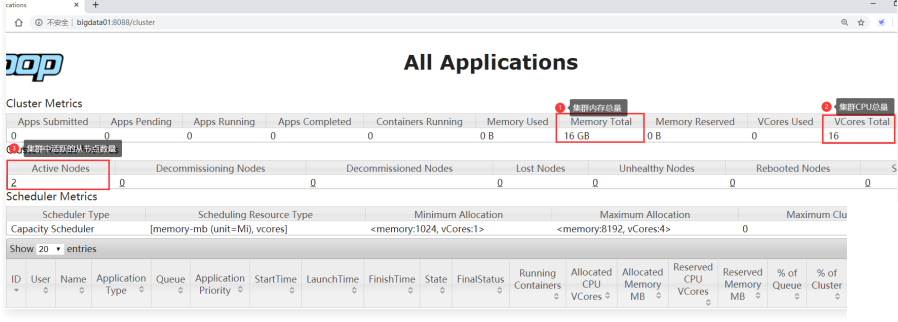 cations × +
不安全 | bigdata01:8088/cluster
oop
All Applications
Cluster Metrics
1 集群内存总量
2 集群CPU总量
Apps Submitted Apps Pending Apps Running Apps Completed Containers Running Memory Used Memory Total Memory Reserved VCores Used VCores Total
0 0 0 0 0 0 B 16 GB 0 B 0 16
3 集群中活跃的从节点数量
Active Nodes Decommissioning Nodes Decommissioned Nodes Lost Nodes Unhealthy Nodes Rebooted Nodes S
2 0 0 0 0 0 0
Scheduler Metrics
Scheduler Type Scheduling Resource Type Minimum Allocation Maximum Allocation Maximum Clu
Capacity Scheduler [memory-mb (unit=Mi), vcores] <memory:1024, vCores:1> <memory:8192, vCores:4> 0
Show 20 entries
ID User Name Application Type Queue Application Priority StartTime LaunchTime FinishTime State FinalStatus Running Containers Allocated CPU VCores Allocated Memory MB Reserved CPU VCores Reserved Memory MB % of Queue % of Cluster